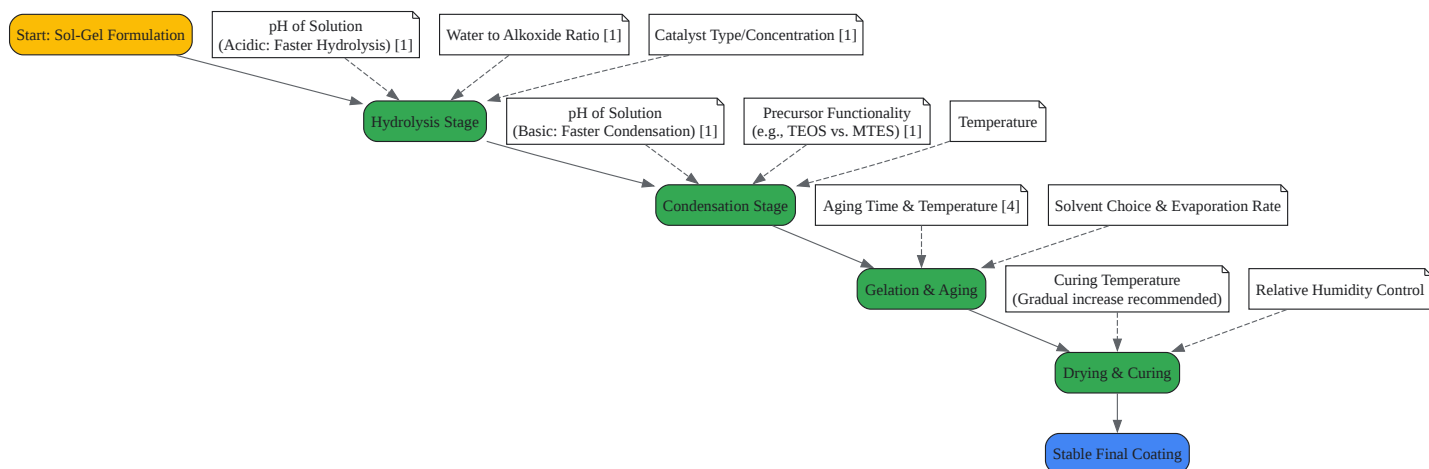 Start: Sol-Gel Formulation
pH of Solution
(Acidic: Faster Hydrolysis) [1]
Water to Alkoxide Ratio [1]
Catalyst Type/Concentration [1]
Hydrolysis Stage
pH of Solution
(Basic: Faster Condensation) [1]
Precursor Functionality
(e.g., TEOS vs. MTES) [1]
Temperature
Condensation Stage
Aging Time & Temperature [4]
Solvent Choice & Evaporation Rate
Gelation & Aging
Curing Temperature
(Gradual increase recommended)
Relative Humidity Control
Drying & Curing
Stable Final Coating